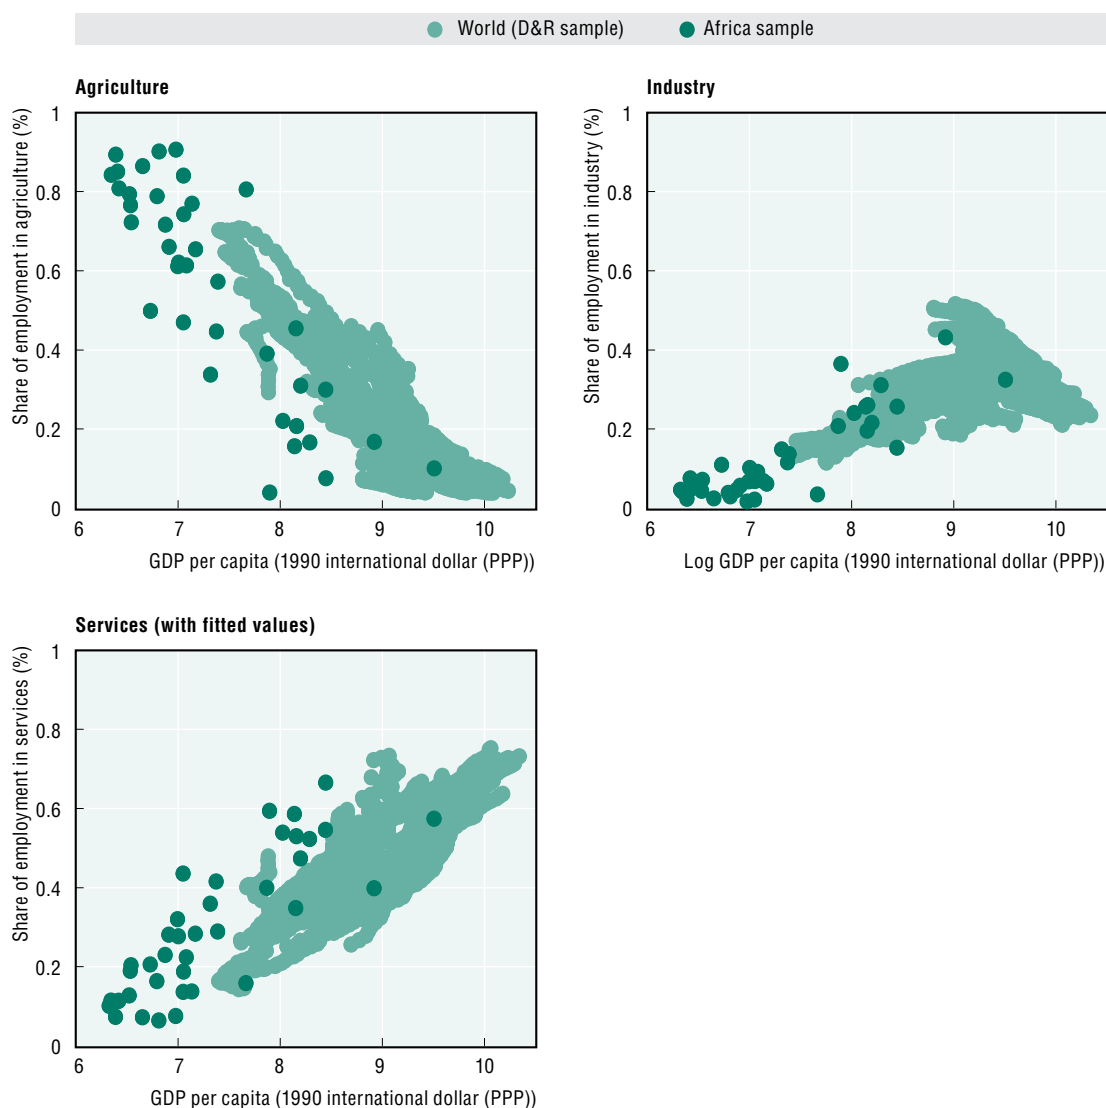 World (D&R sample) Africa sample
Agriculture
Share of employment in agriculture (%)
1
0.8
0.6
0.4
0.2
0
6 7 8 9 10
GDP per capita (1990 international dollar (PPP))
Industry
Share of employment in industry (%)
1
0.8
0.6
0.4
0.2
0
6 7 8 9 10
Log GDP per capita (1990 international dollar (PPP))
Services (with fitted values)
Share of employment in services (%)
1
0.8
0.6
0.4
0.2
0
6 7 8 9 10
GDP per capita (1990 international dollar (PPP))